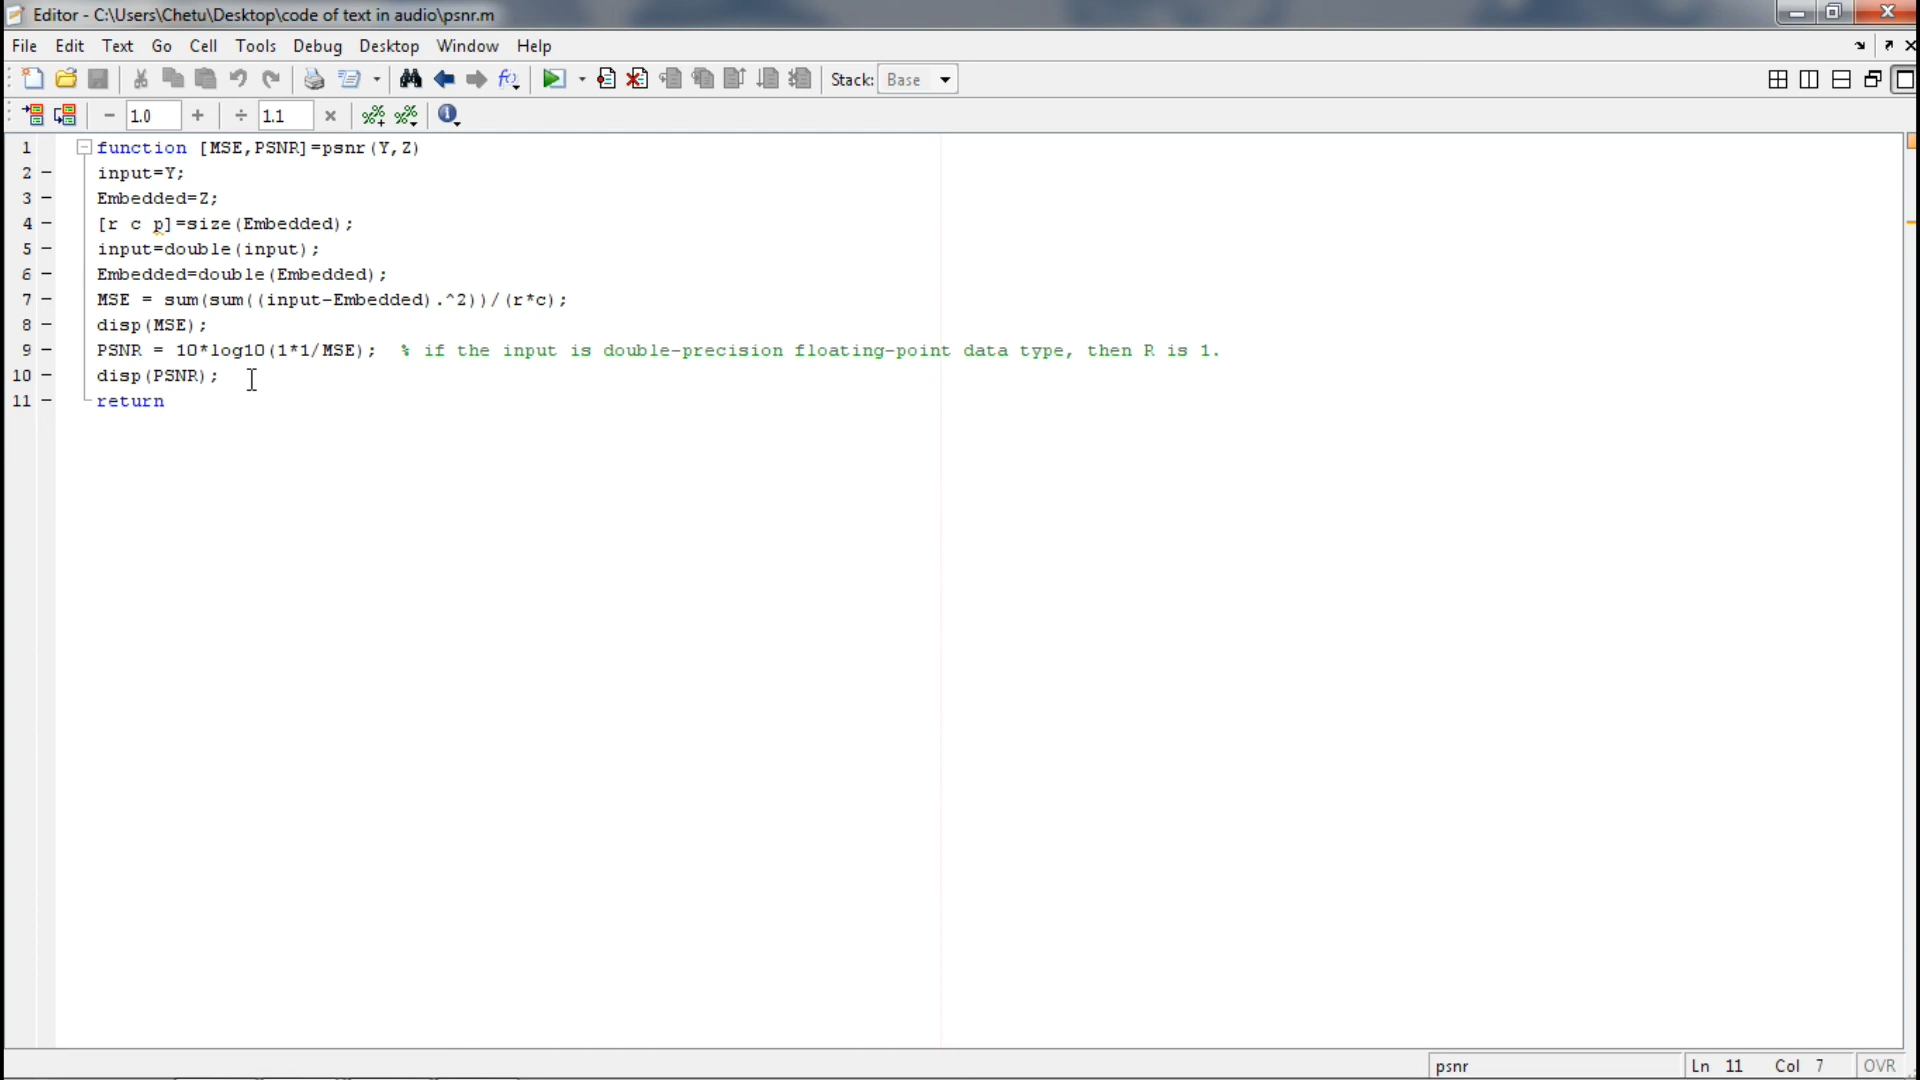 Editor - C:\Users\Chetu\Desktop\code of text in audio\psnr.m
File Edit Text Go Cell Tools Debug Desktop Window Help
Stack: Base
1.0 1.1
1 function [MSE,PSNR]=psnr(Y,Z)
2 input=Y;
3 Embedded=Z;
4 [r c p]=size(Embedded);
5 input=double(input);
6 Embedded=double(Embedded);
7 MSE = sum(sum((input-Embedded).^2))/(r*c);
8 disp(MSE);
9 PSNR = 10*log10(1*1/MSE); % if the input is double-precision floating-point data type, then R is 1.
10 disp(PSNR);
11 return
psnr Ln 11 Col 7 OVR